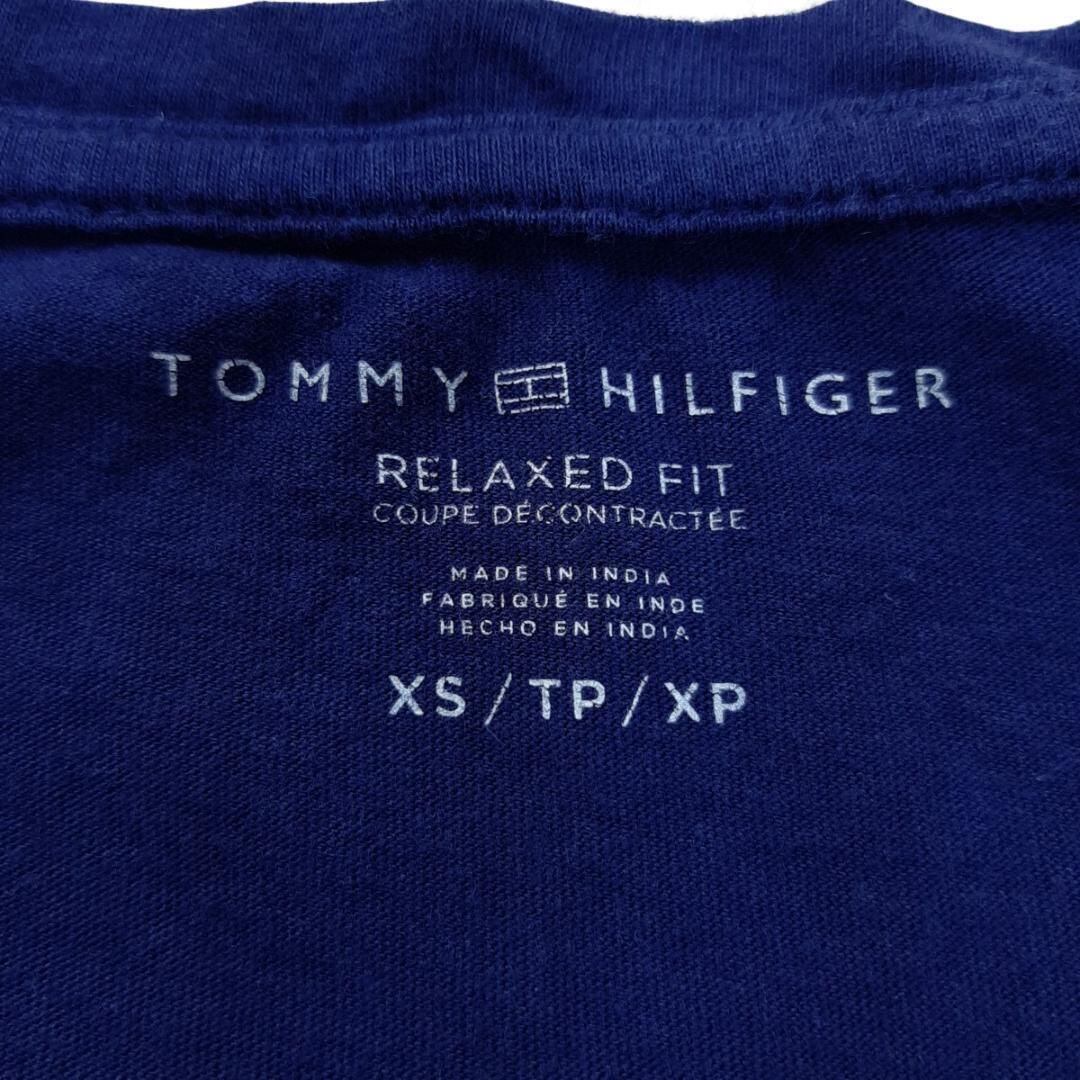 TOMMY HILFIGER
RELAXED FIT
COUPE DÉCONTRACTÉE
MADE IN INDIA
FABRIQUÉ EN INDE
HECHO EN INDIA
XS / TP / XP